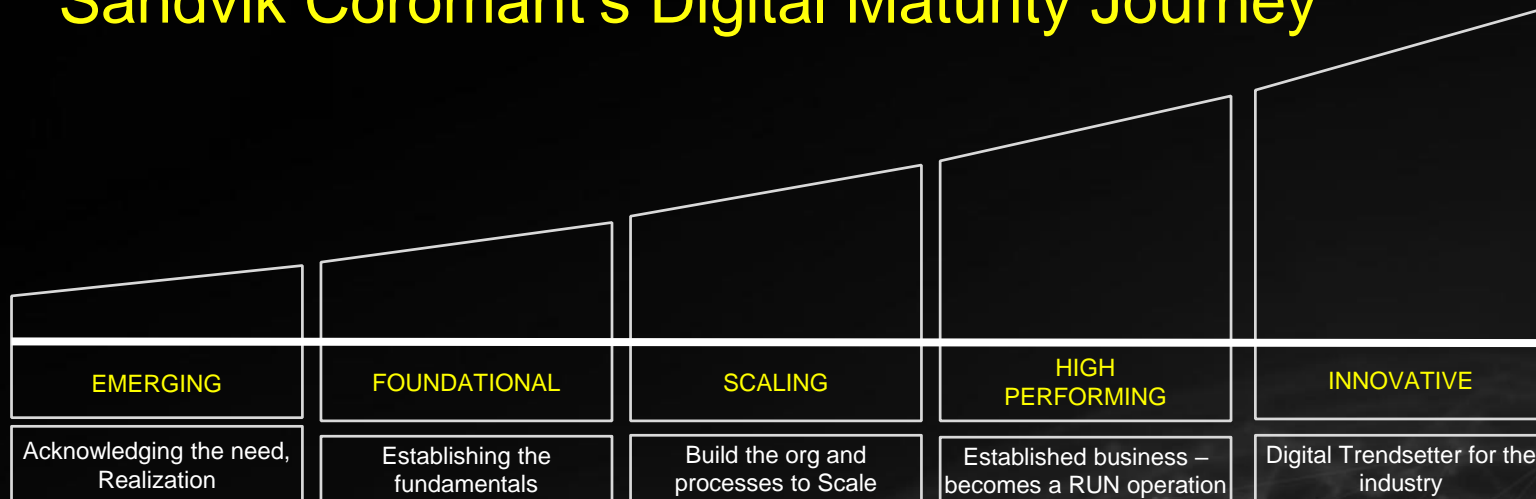 Sandvik Coromant's Digital Maturity Journey
EMERGING
FOUNDATIONAL
SCALING
HIGH
PERFORMING
INNOVATIVE
Acknowledging the need,
Realization
Establishing the
fundamentals
Build the org and
processes to Scale
Established business –
becomes a RUN operation
Digital Trendsetter for the
industry